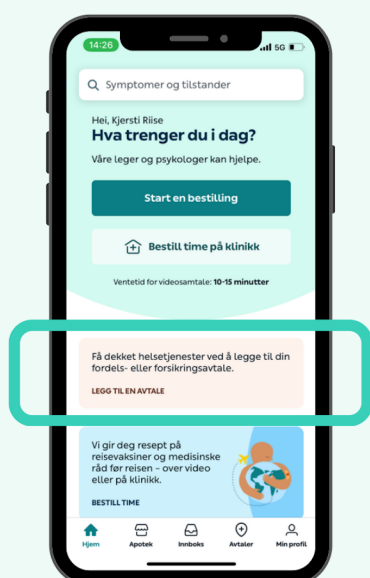 14:26
5G
Symptomer og tilstander
Hei, Kjersti Riise
Hva trenger du i dag?
Våre leger og psykologer kan hjelpe.
Start en bestilling
Bestill time på klinikk
Ventetid for videosamtale: 10-15 minutter
Få dekket helsetjenester ved å legge til din
fordels- eller forsikringsavtale.
LEGG TIL EN AVTALE
Vi gir deg resept på
reisevaksiner og medisinske
råd før reisen – over video
eller på klinikk.
BESTILL TIME
Hjem Apotek Innboks Avtaler Min profil